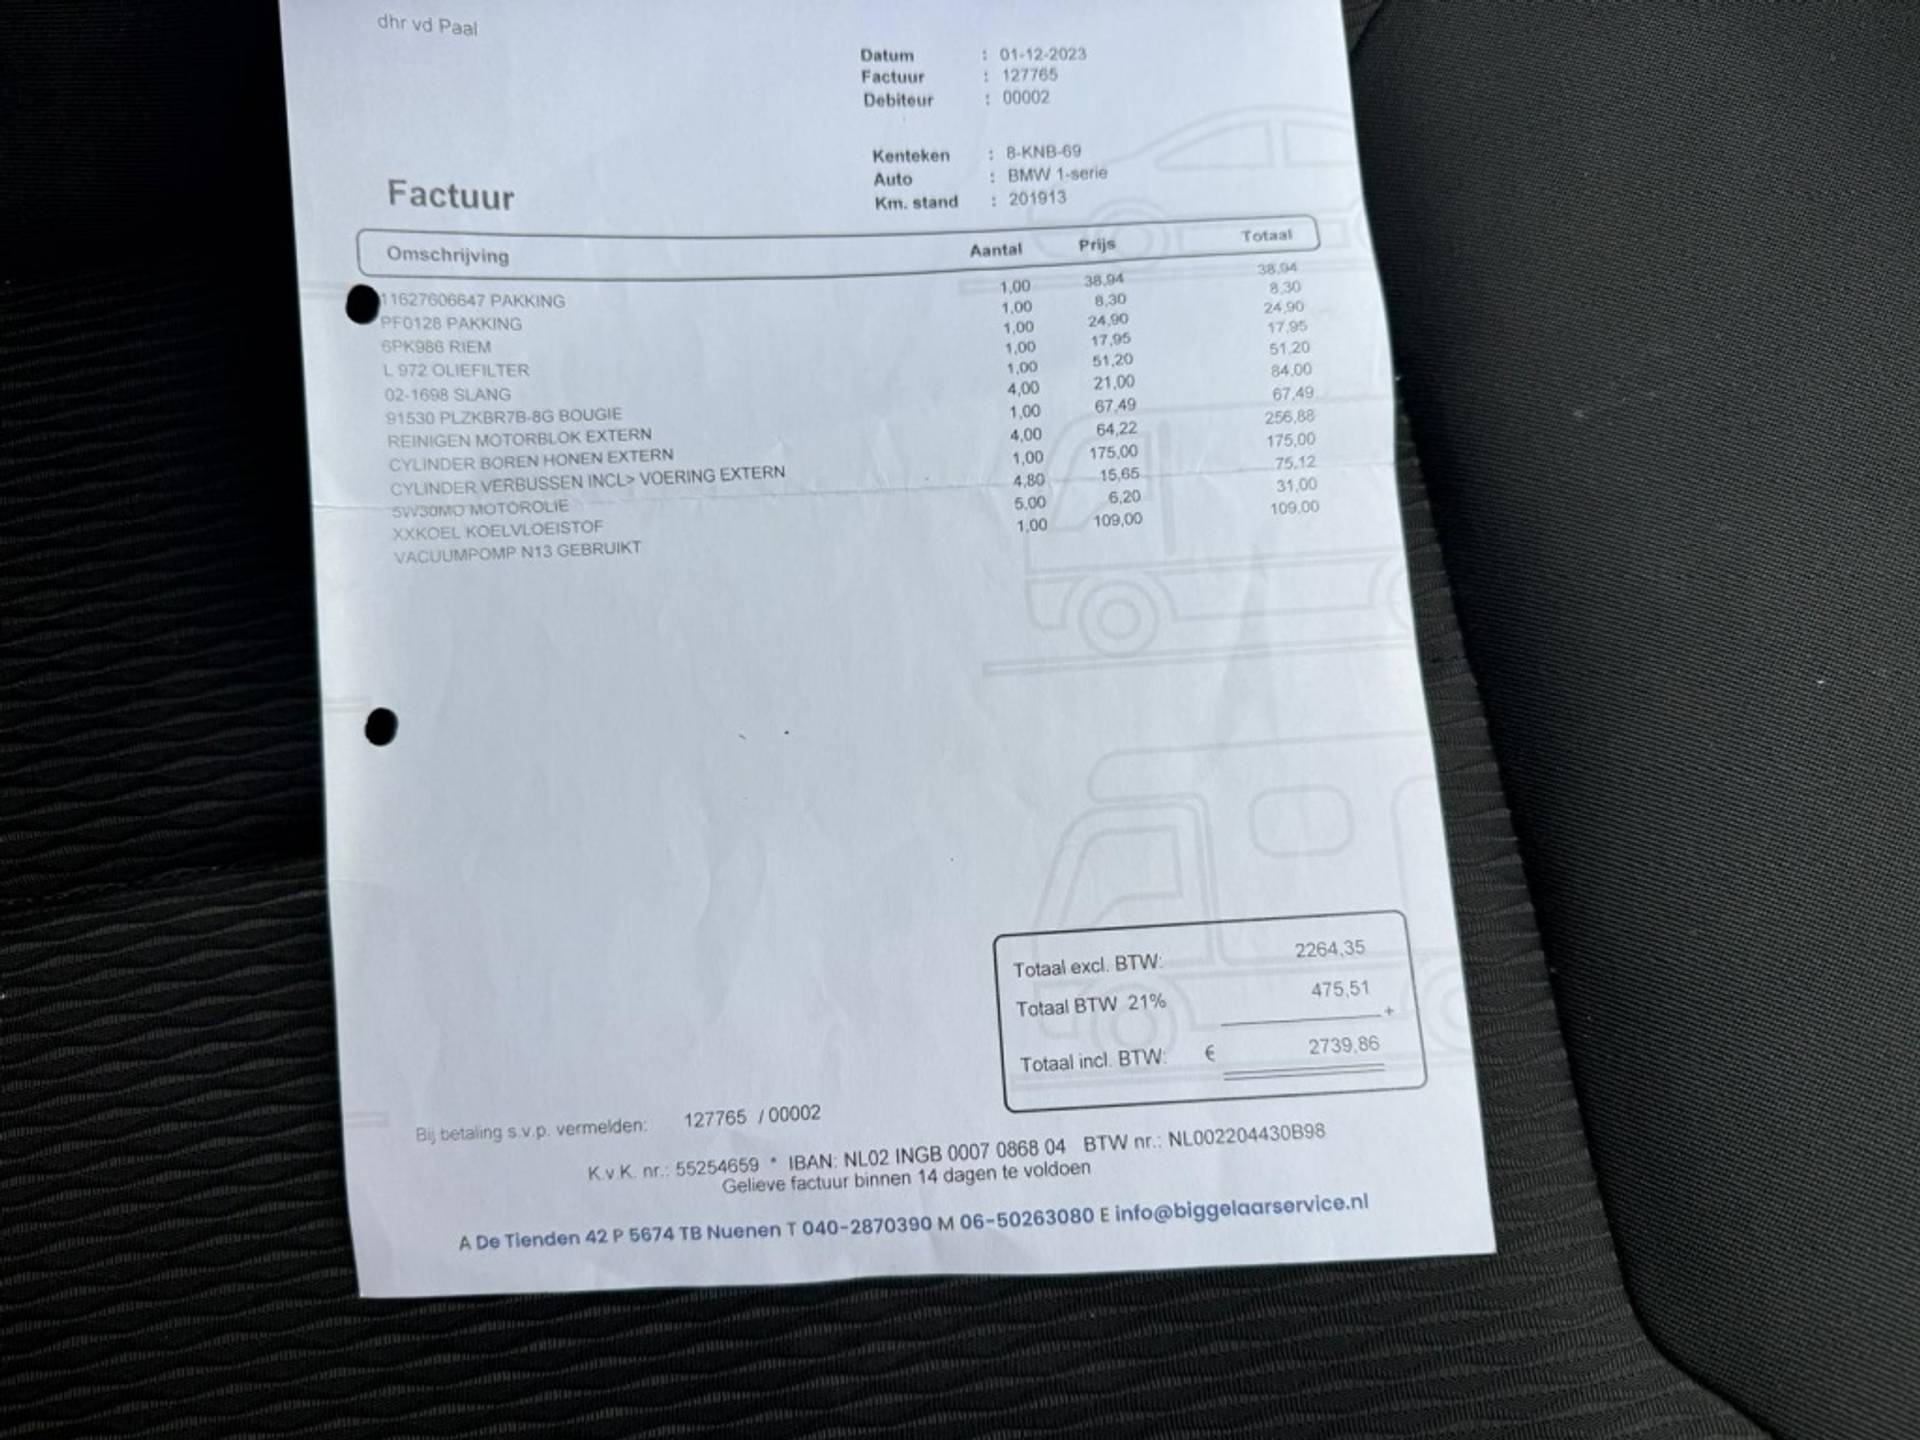 dhr vd Paal
Datum : 01-12-2023
Factuur : 127765
Debiteur : 00002
Kenteken : 8-KNB-69
Auto : BMW 1-serie
Km. stand : 201913
Factuur
Omschrijving Aantal Prijs Totaal
11627606647 PAKKING 1,00 38,94 38,94
PF0128 PAKKING 1,00 8,30 8,30
6PK986 RIEM 1,00 24,90 24,90
L 972 OLIEFILTER 1,00 17,95 17,95
02-1698 SLANG 1,00 51,20 51,20
91530 PLZKBR7B-8G BOUGIE 4,00 21,00 84,00
REINIGEN MOTORBLOK EXTERN 1,00 67,49 67,49
CYLINDER BOREN HONEN EXTERN 4,00 64,22 256,88
CYLINDER VERBUSSEN INCL> VOERING EXTERN 1,00 175,00 175,00
5W30MO MOTOROLIE 4,80 15,65 75,12
XXKOEL KOELVLOEISTOF 5,00 6,20 31,00
VACUUMPOMP N13 GEBRUIKT 1,00 109,00 109,00
Totaal excl. BTW: 2264,35
Totaal BTW 21% 475,51
+
Totaal incl. BTW: € 2739,86
Bij betaling s.v.p. vermelden: 127765 / 00002
K.v.K. nr.: 55254659 * IBAN: NL02 INGB 0007 0868 04 BTW nr.: NL002204430B98
Gelieve factuur binnen 14 dagen te voldoen
A De Tienden 42 P 5674 TB Nuenen T 040-2870390 M 06-50263080 E info@biggelaarservice.nl